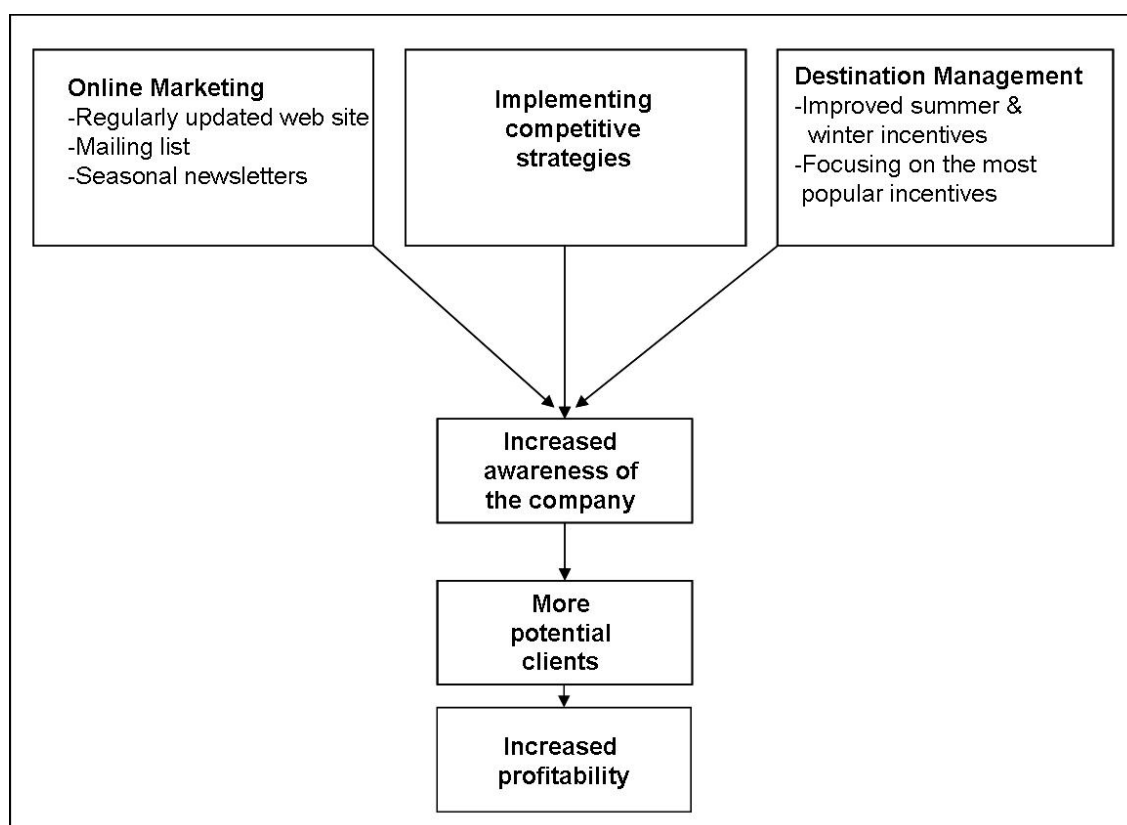 Online Marketing
-Regularly updated web site
-Mailing list
-Seasonal newsletters
Implementing
competitive
strategies
Destination Management
-Improved summer &
winter incentives
-Focusing on the most
popular incentives
Increased
awareness of
the company
More
potential
clients
Increased
profitability